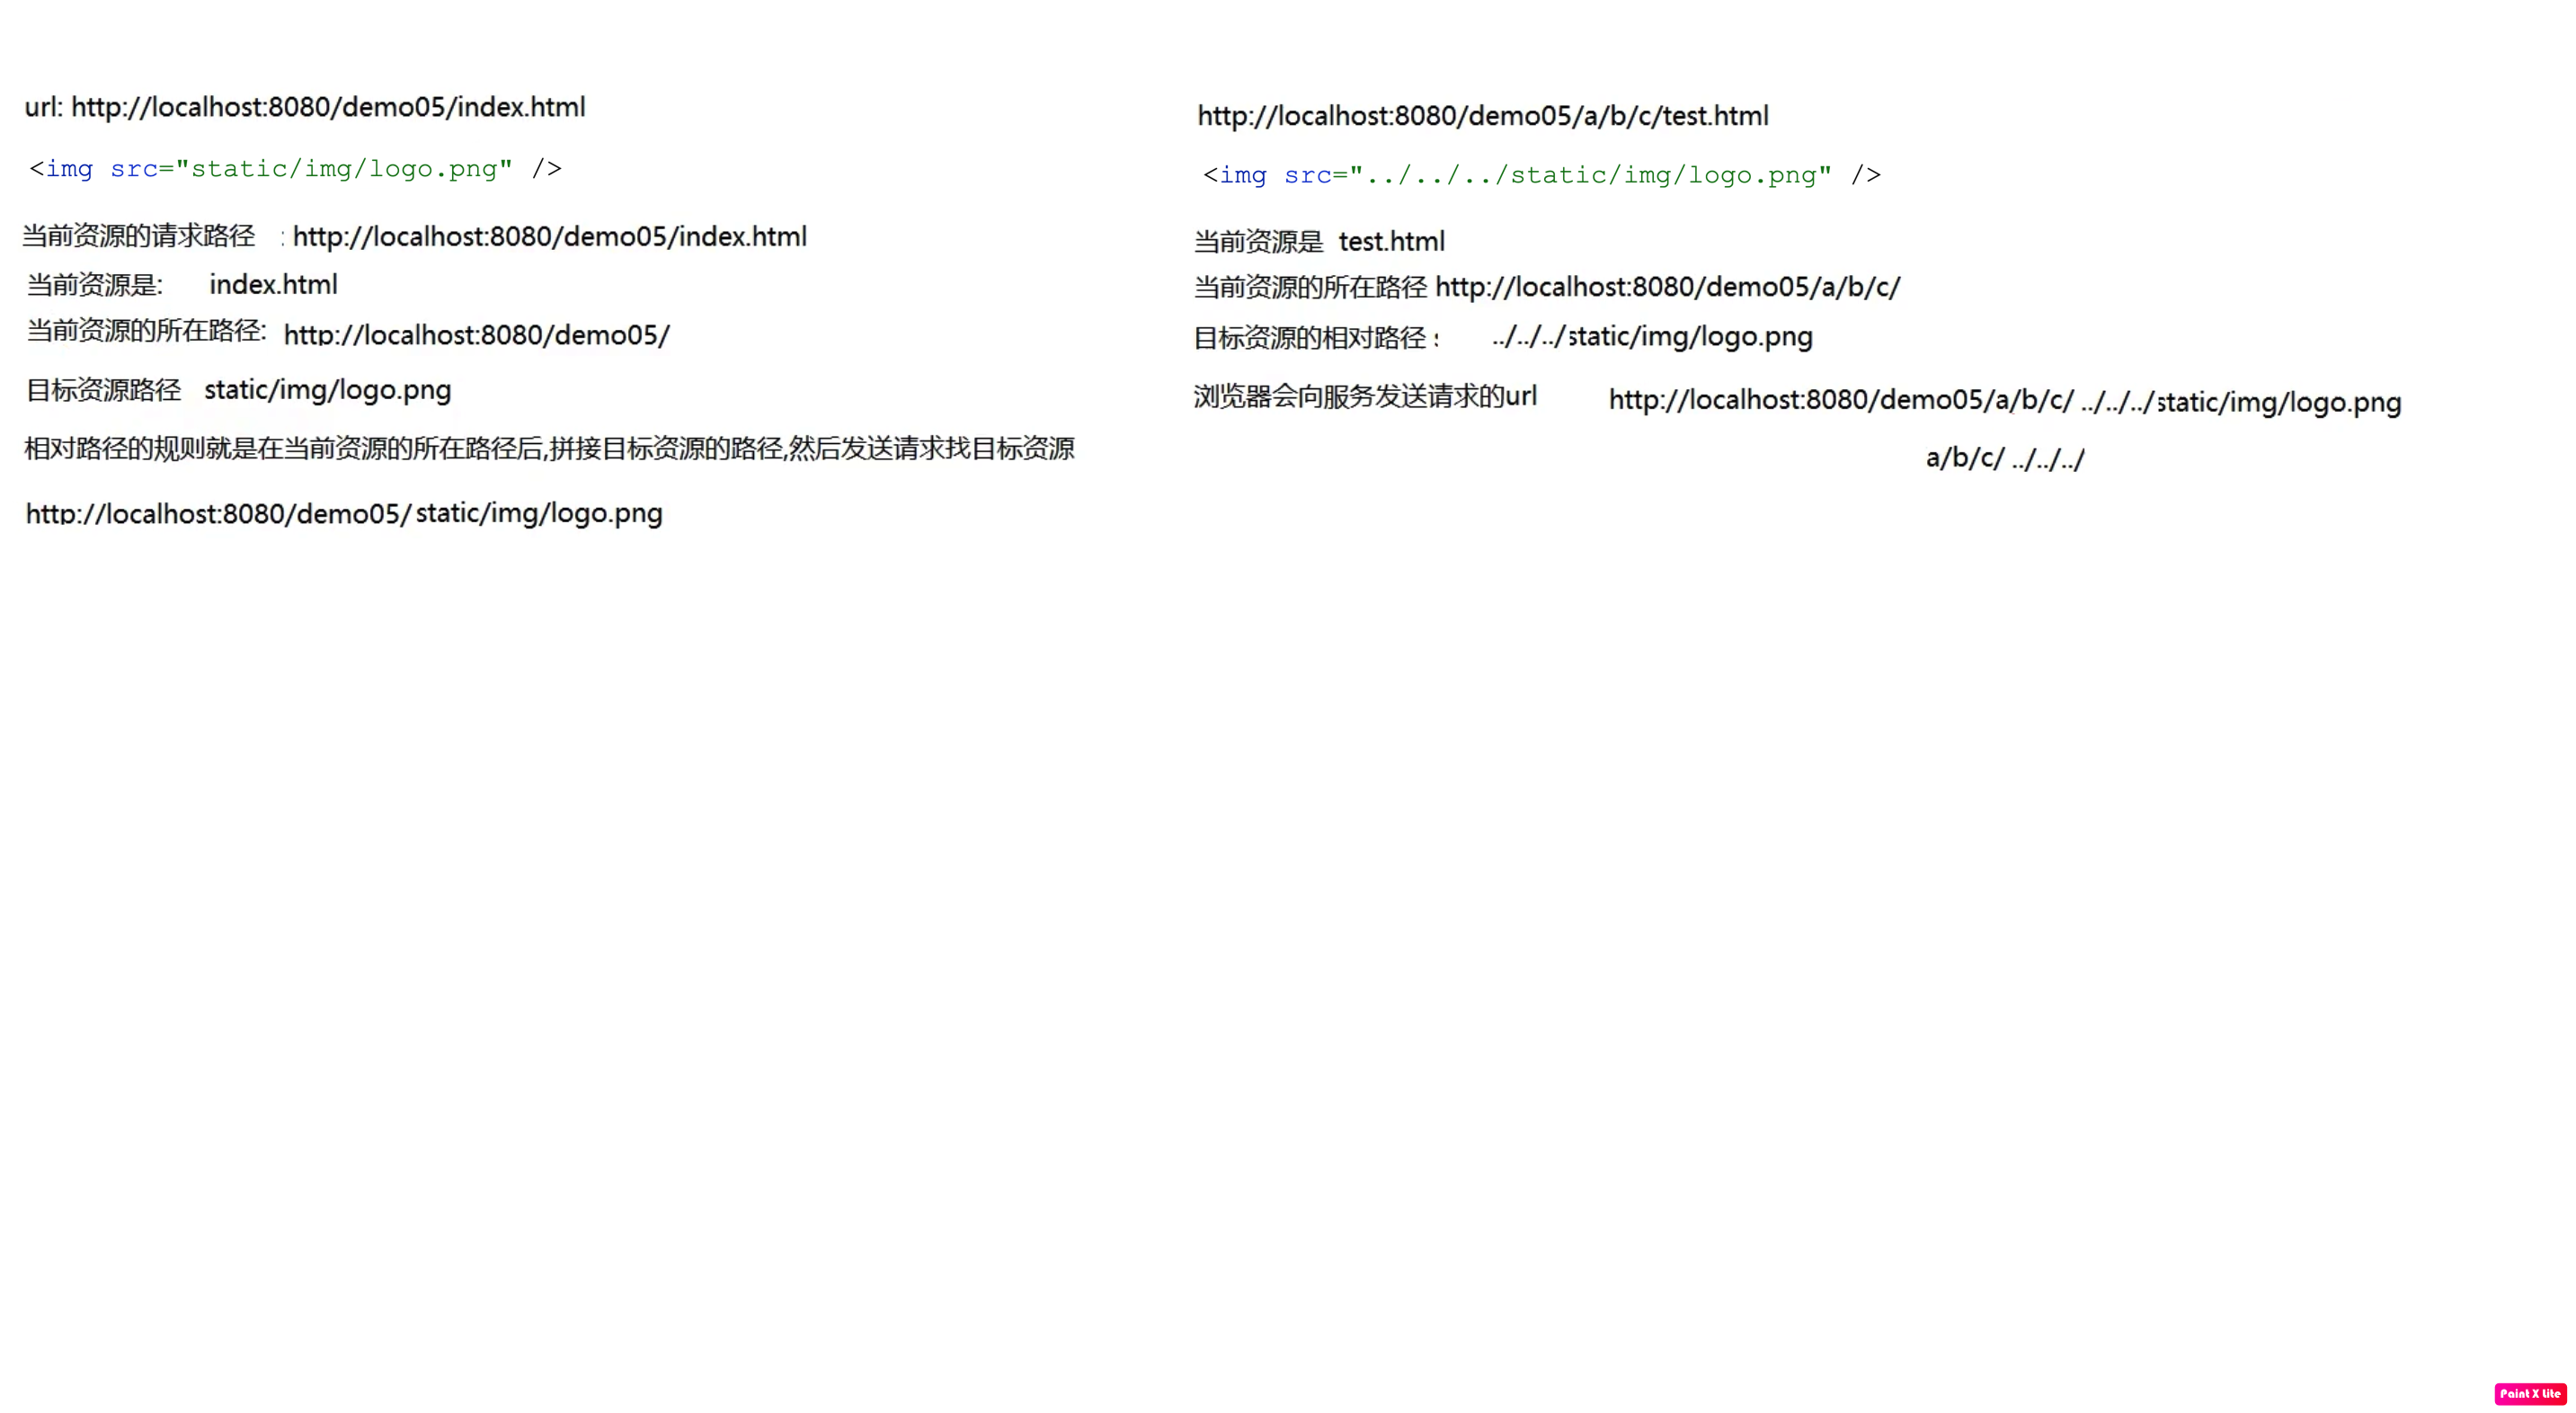 url: http://localhost:8080/demo05/index.html
<img src="static/img/logo.png" />
当前资源的请求路径 : http://localhost:8080/demo05/index.html
当前资源是: index.html
当前资源的所在路径: http://localhost:8080/demo05/
目标资源路径 static/img/logo.png
相对路径的规则就是在当前资源的所在路径后,拼接目标资源的路径,然后发送请求找目标资源
http://localhost:8080/demo05/ static/img/logo.png
http://localhost:8080/demo05/a/b/c/test.html
<img src="../../../static/img/logo.png" />
当前资源是 test.html
当前资源的所在路径 http://localhost:8080/demo05/a/b/c/
目标资源的相对路径 : ../../../static/img/logo.png
浏览器会向服务发送请求的url http://localhost:8080/demo05/a/b/c/ ../../../static/img/logo.png
a/b/c/ ../../../
Paint X Lite